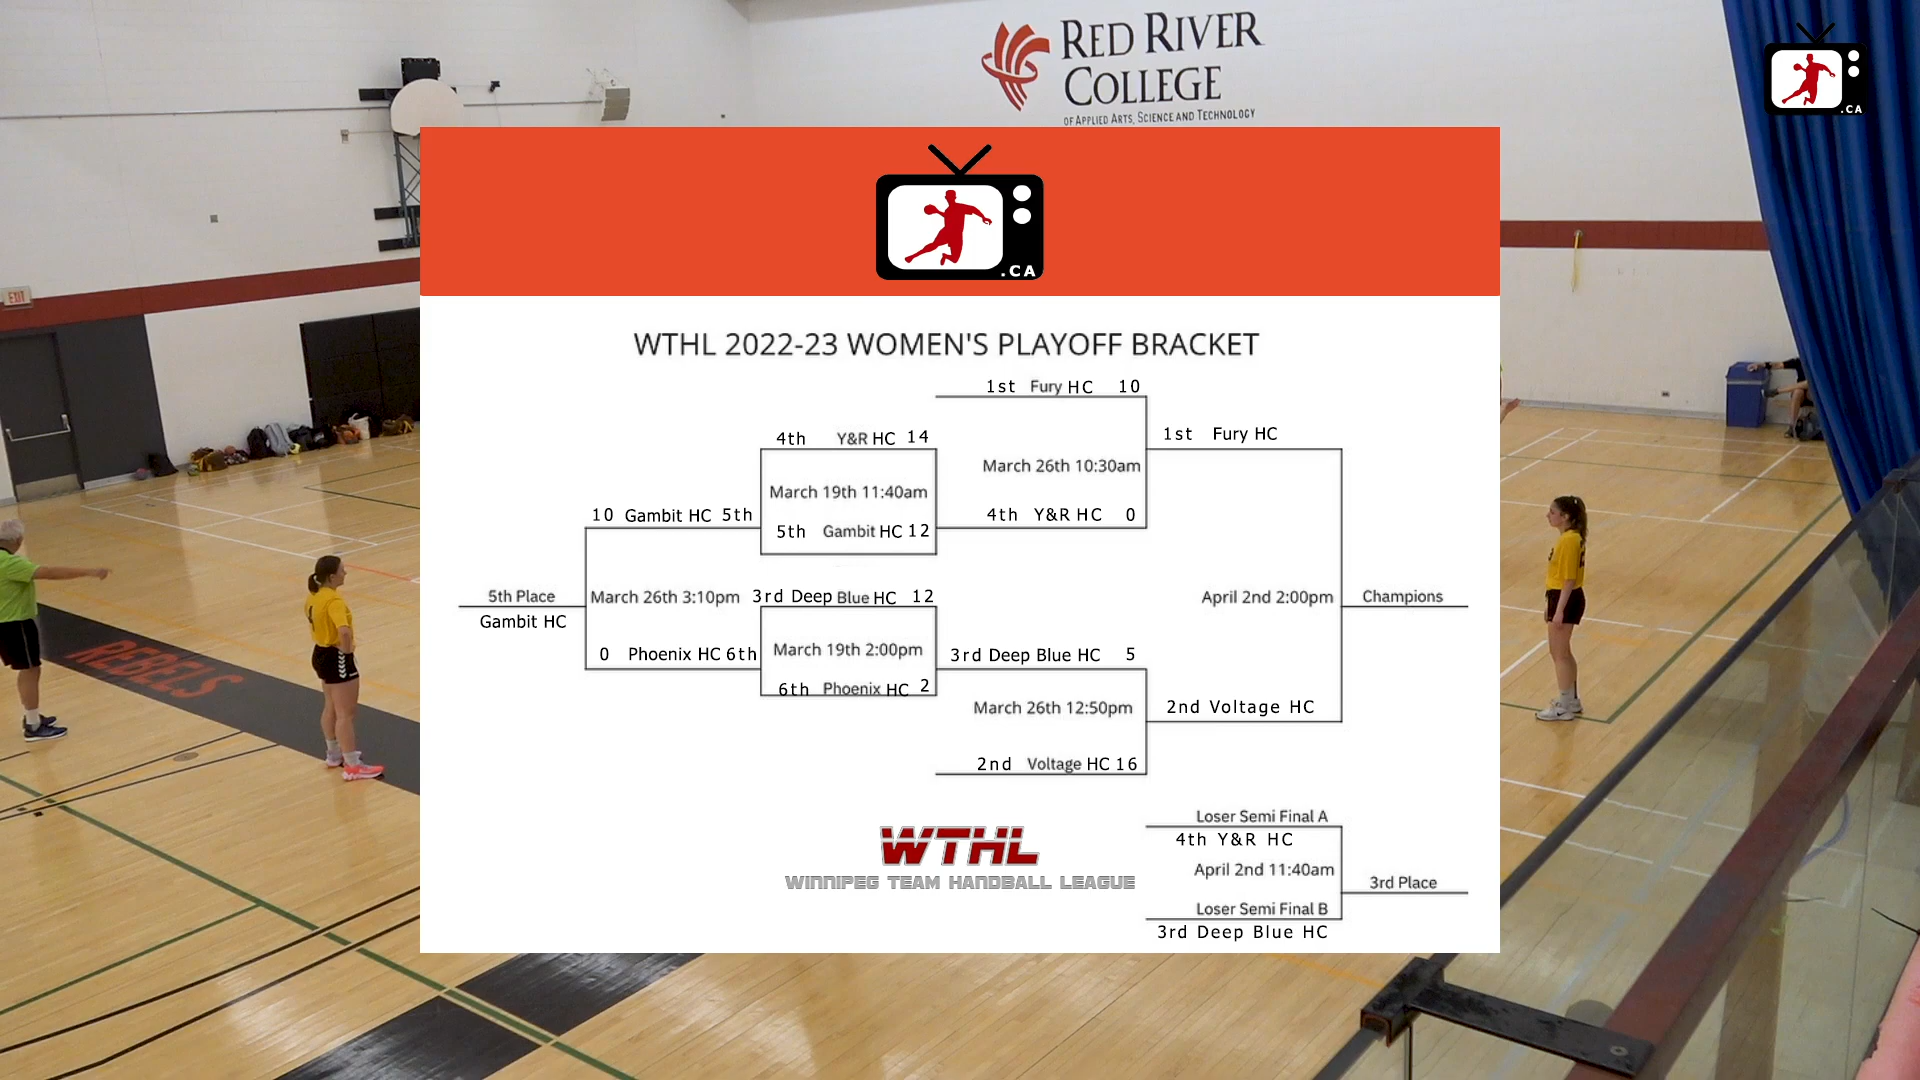 RED RIVER
COLLEGE
OF APPLIED ARTS, SCIENCE AND TECHNOLOGY
.CA
.CA
EXIT
REBELS
WTHL 2022-23 WOMEN'S PLAYOFF BRACKET
1st Fury HC 10
4th Y&R HC 14
1st Fury HC
March 26th 10:30am
March 19th 11:40am
10 Gambit HC 5th
4th Y&R HC 0
5th Gambit HC 12
5th Place
March 26th 3:10pm
3rd Deep Blue HC 12
April 2nd 2:00pm
Champions
Gambit HC
0 Phoenix HC 6th
March 19th 2:00pm
3rd Deep Blue HC 5
6th Phoenix HC 2
March 26th 12:50pm
2nd Voltage HC
2nd Voltage HC 16
Loser Semi Final A
4th Y&R HC
April 2nd 11:40am
3rd Place
Loser Semi Final B
3rd Deep Blue HC
WTHL
WINNIPEG TEAM HANDBALL LEAGUE